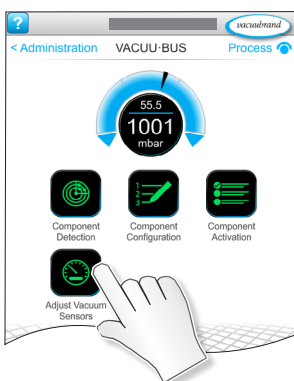 ?
vacuubrand
< Administration VACUU·BUS Process
55.5
1001
mbar
1
2
3
Component
Detection
Component
Configuration
Component
Activation
Adjust Vacuum
Sensors